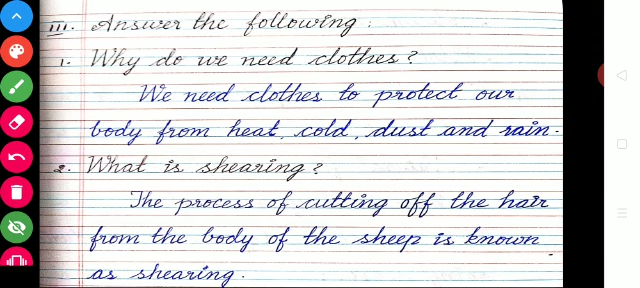 III. Answer the following :
1. Why do we need clothes?
We need clothes to protect our
body from heat, cold, dust and rain.
2. What is shearing?
The process of cutting off the hair
from the body of the sheep is known
as shearing.